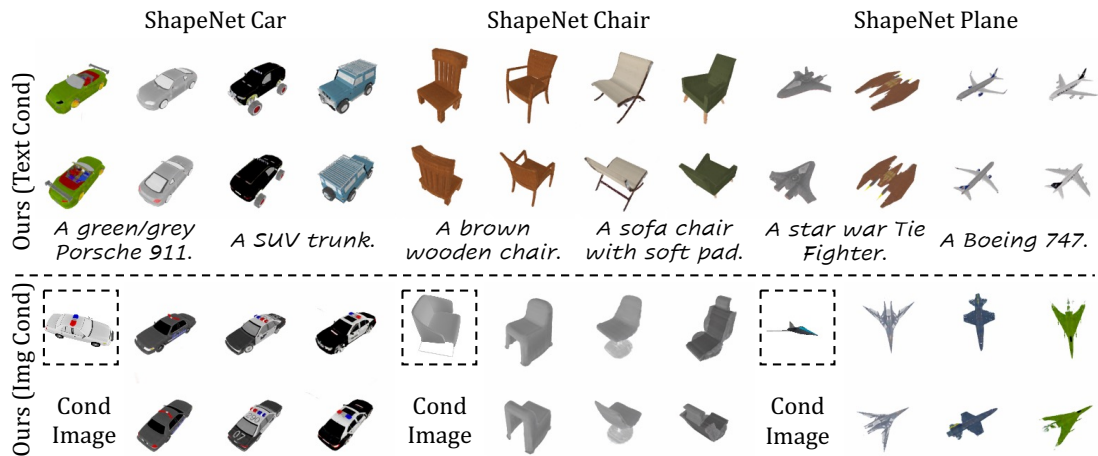 ShapeNet Car
ShapeNet Chair
ShapeNet Plane
Ours (Text Cond)
A green/grey
Porsche 911.
A SUV trunk.
A brown
wooden chair.
A sofa chair
with soft pad.
A star war Tie
Fighter.
A Boeing 747.
Ours (Img Cond)
Cond
Image
Cond
Image
Cond
Image
07